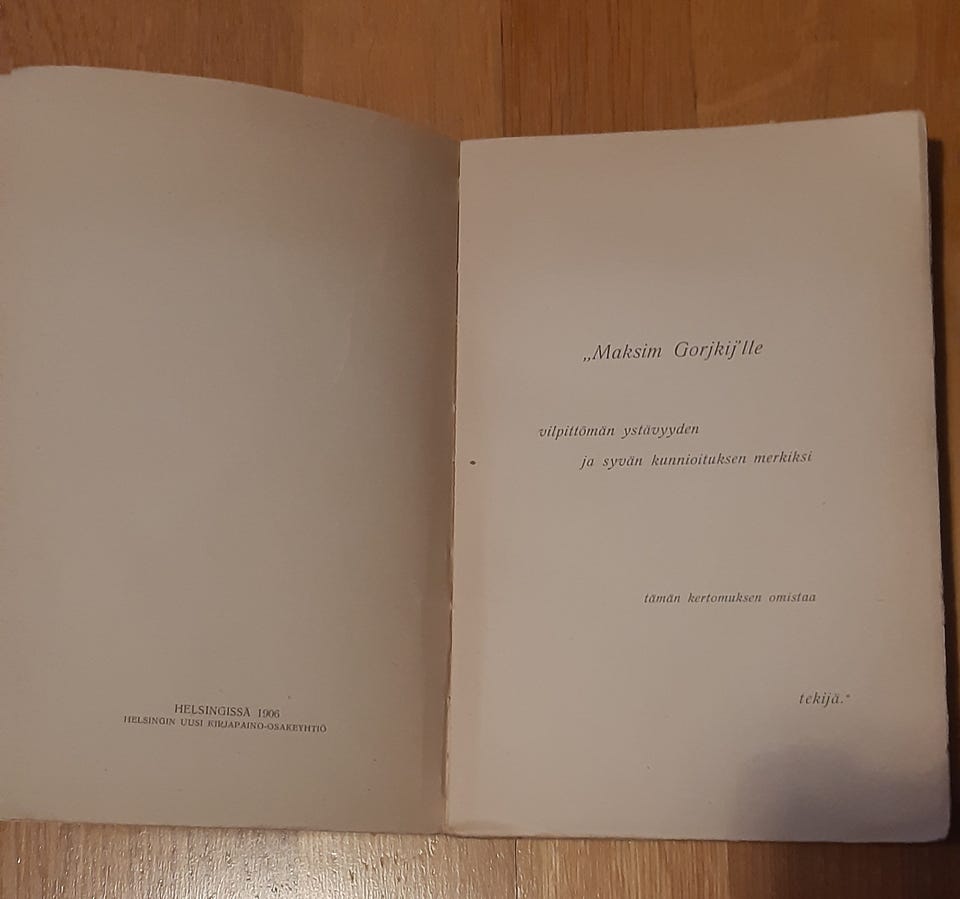 HELSINGISSÄ 1906
HELSINGIN UUSI KIRJAPAINO-OSAKEYHTIÖ
„Maksim Gorjkij'lle
vilpittömän ystävyyden
ja syvän kunnioituksen merkiksi
tämän kertomuksen omistaa
tekijä.“